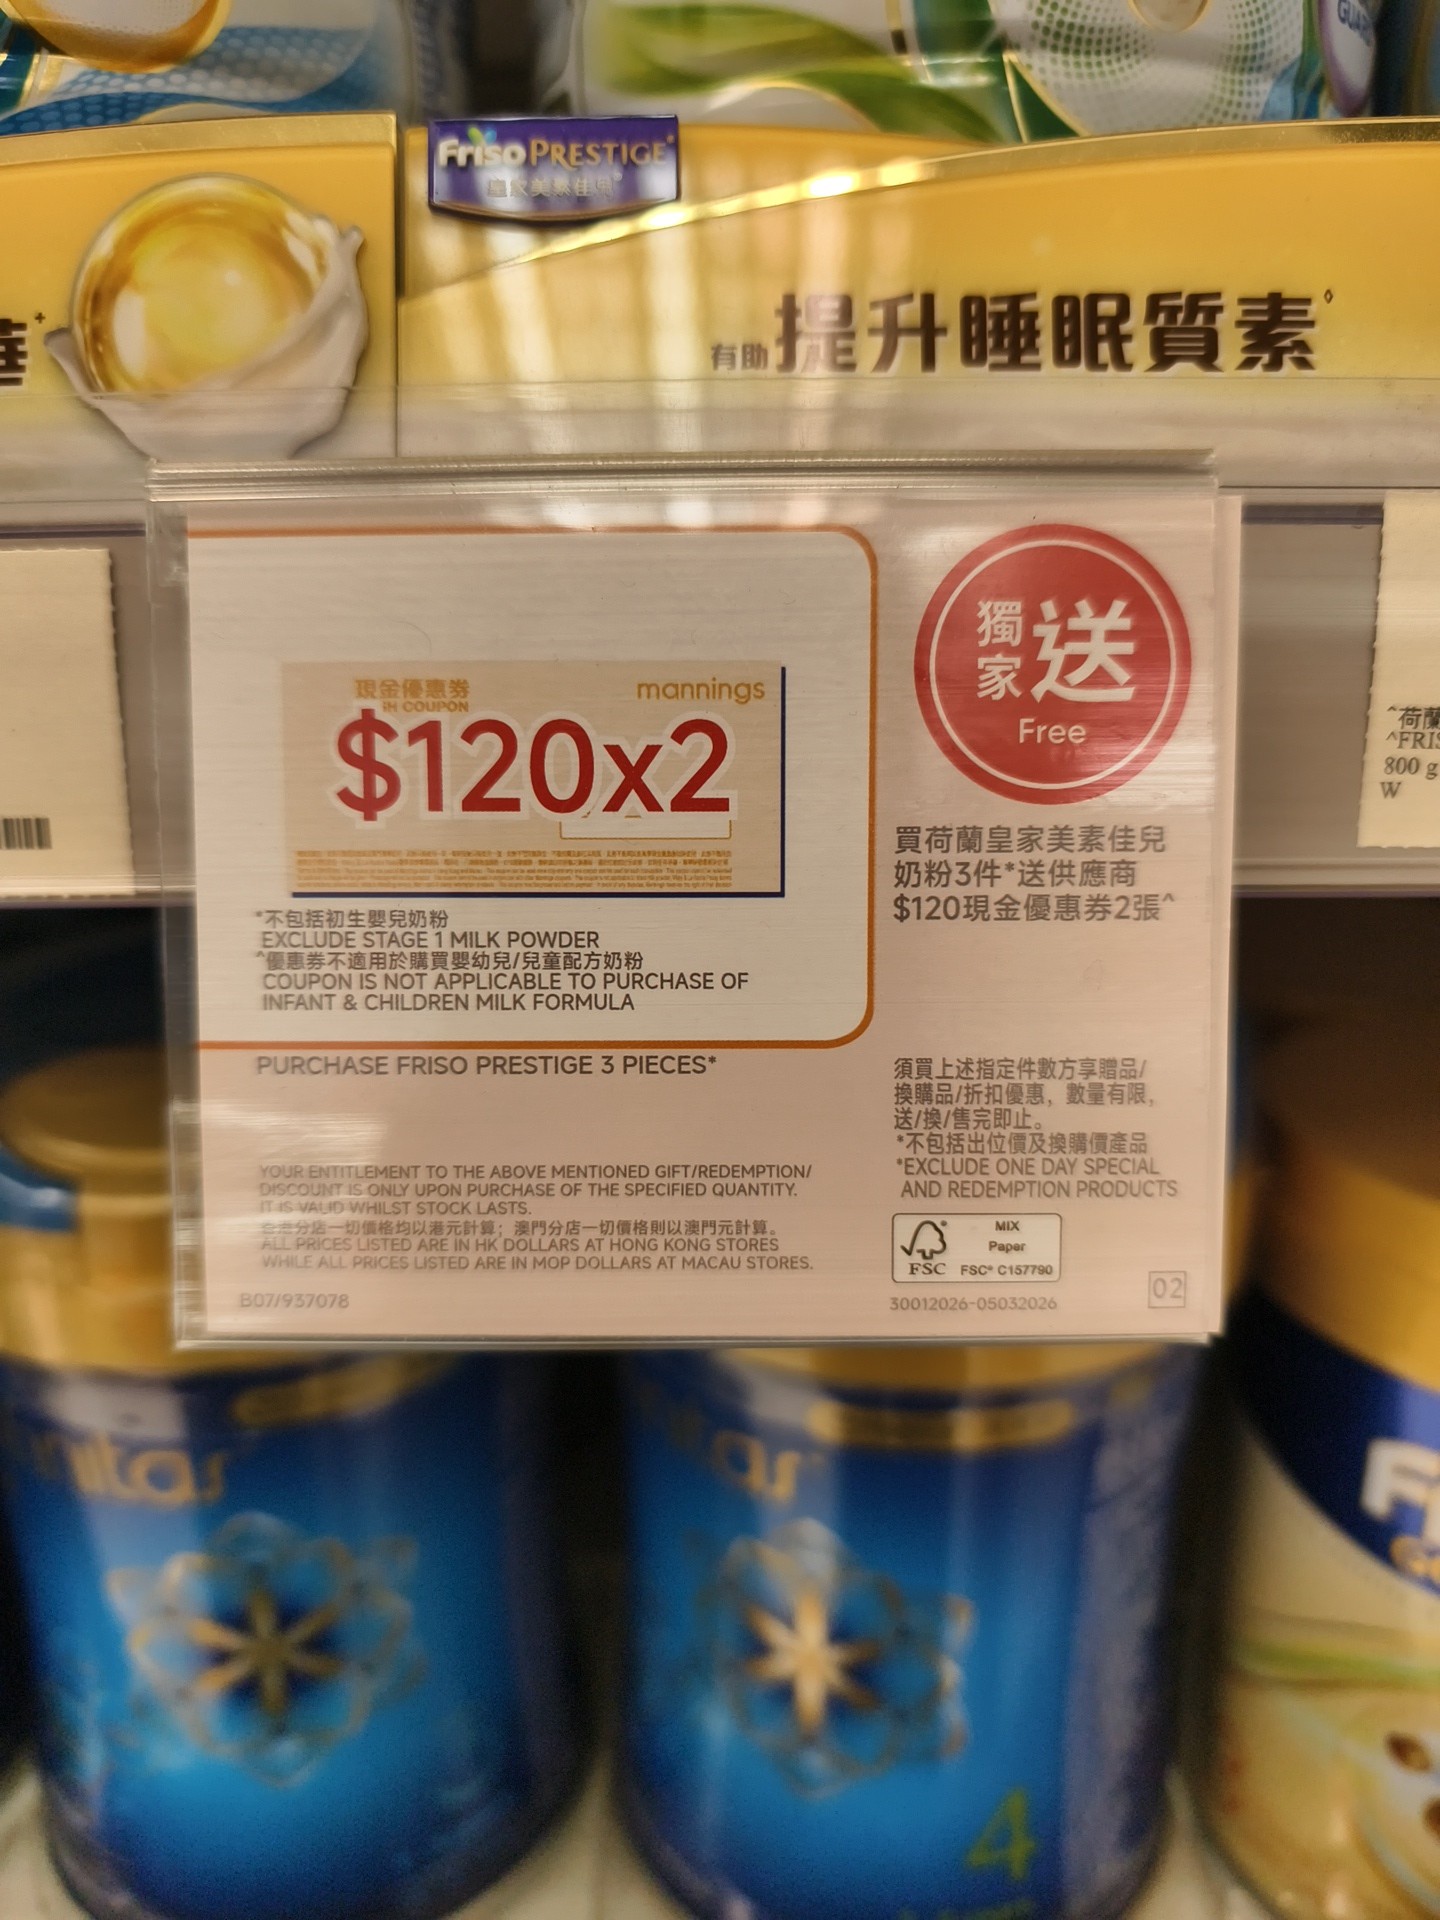 Friso PRESTIGE
皇家美素佳兒
有助提升睡眠質素◊
現金優惠券
mannings
$120x2
*不包括初生嬰兒奶粉
EXCLUDE STAGE 1 MILK POWDER
^優惠券不適用於購買嬰幼兒/兒童配方奶粉
COUPON IS NOT APPLICABLE TO PURCHASE OF
INFANT & CHILDREN MILK FORMULA
PURCHASE FRISO PRESTIGE 3 PIECES*
YOUR ENTITLEMENT TO THE ABOVE MENTIONED GIFT/REDEMPTION/
DISCOUNT IS ONLY UPON PURCHASE OF THE SPECIFIED QUANTITY.
IT IS VALID WHILST STOCK LASTS.
香港分店一切價格均以港元計算；澳門分店一切價格則以澳門元計算。
ALL PRICES LISTED ARE IN HK DOLLARS AT HONG KONG STORES
WHILE ALL PRICES LISTED ARE IN MOP DOLLARS AT MACAU STORES.
B07/937078
獨家送
Free
買荷蘭皇家美素佳兒
奶粉3件*送供應商
$120現金優惠券2張^
須買上述指定件數方享贈品/
換購品/折扣優惠，數量有限，
送/換/售完即止。
*不包括出位價及換購價產品
*EXCLUDE ONE DAY SPECIAL
AND REDEMPTION PRODUCTS
FSC
MIX
Paper
FSC® C157790
30012026-05032026
02
^荷蘭
^FRIS
800 g
W
4